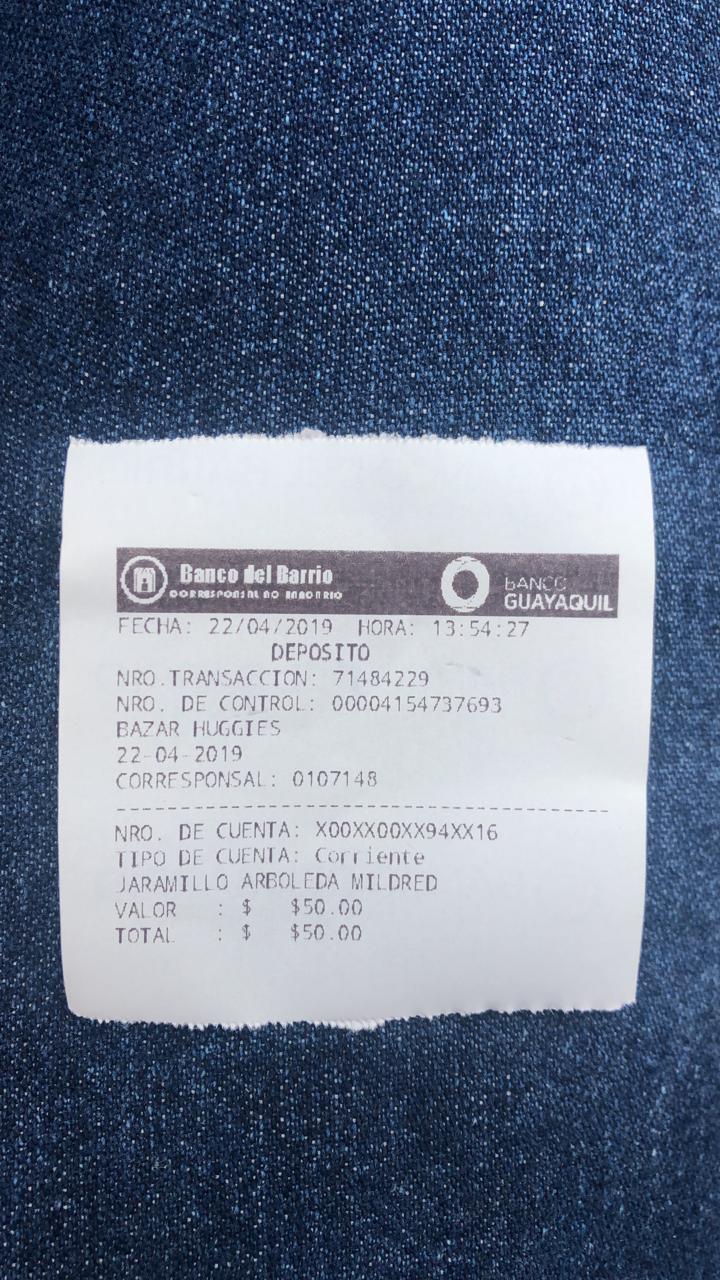 Banco del Barrio
CORRESPONSAL NO BANCARIO
BANCO
GUAYAQUIL
FECHA: 22/04/2019 HORA: 13:54:27
DEPOSITO
NRO.TRANSACCION: 71484229
NRO. DE CONTROL: 00004154737693
BAZAR HUGGIES
22-04-2019
CORRESPONSAL: 0107148
NRO. DE CUENTA: X00XX00XX94XX16
TIPO DE CUENTA: Corriente
JARAMILLO ARBOLEDA MILDRED
VALOR : $ $50.00
TOTAL : $ $50.00